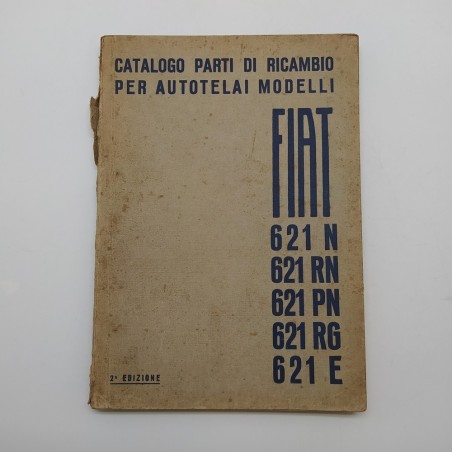 CATALOGO PARTI DI RICAMBIO
PER AUTOTELAI MODELLI
FIAT
621 N
621 RN
621 PN
621 RG
621 E
2ª EDIZIONE